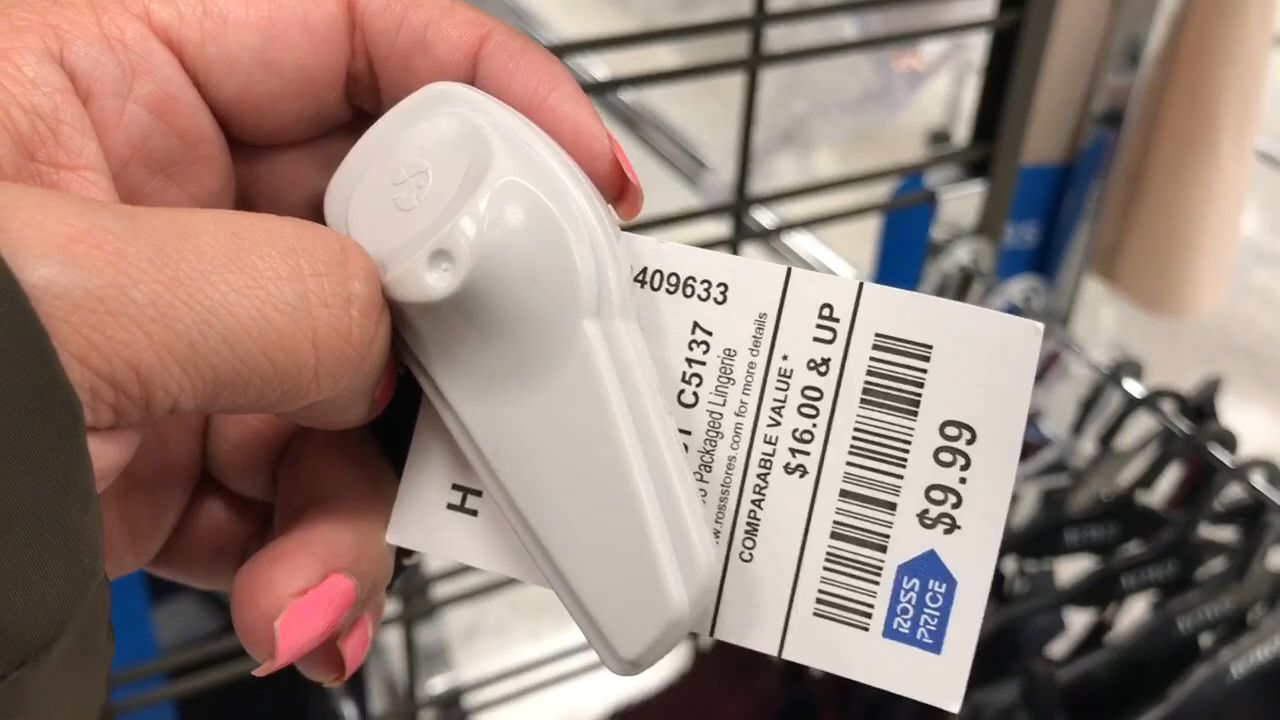 409633
C5137
Packaged Lingerie
.rossstores.com for more details
COMPARABLE VALUE*
$16.00 & UP
$9.99
ROSS
PRICE
H